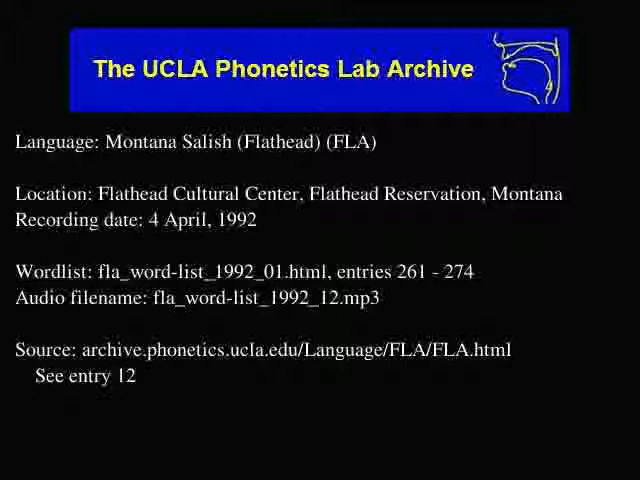 The UCLA Phonetics Lab Archive
Language: Montana Salish (Flathead) (FLA)
Location: Flathead Cultural Center, Flathead Reservation, Montana
Recording date: 4 April, 1992
Wordlist: fla_word-list_1992_01.html, entries 261 - 274
Audio filename: fla_word-list_1992_12.mp3
Source: archive.phonetics.ucla.edu/Language/FLA/FLA.html
See entry 12